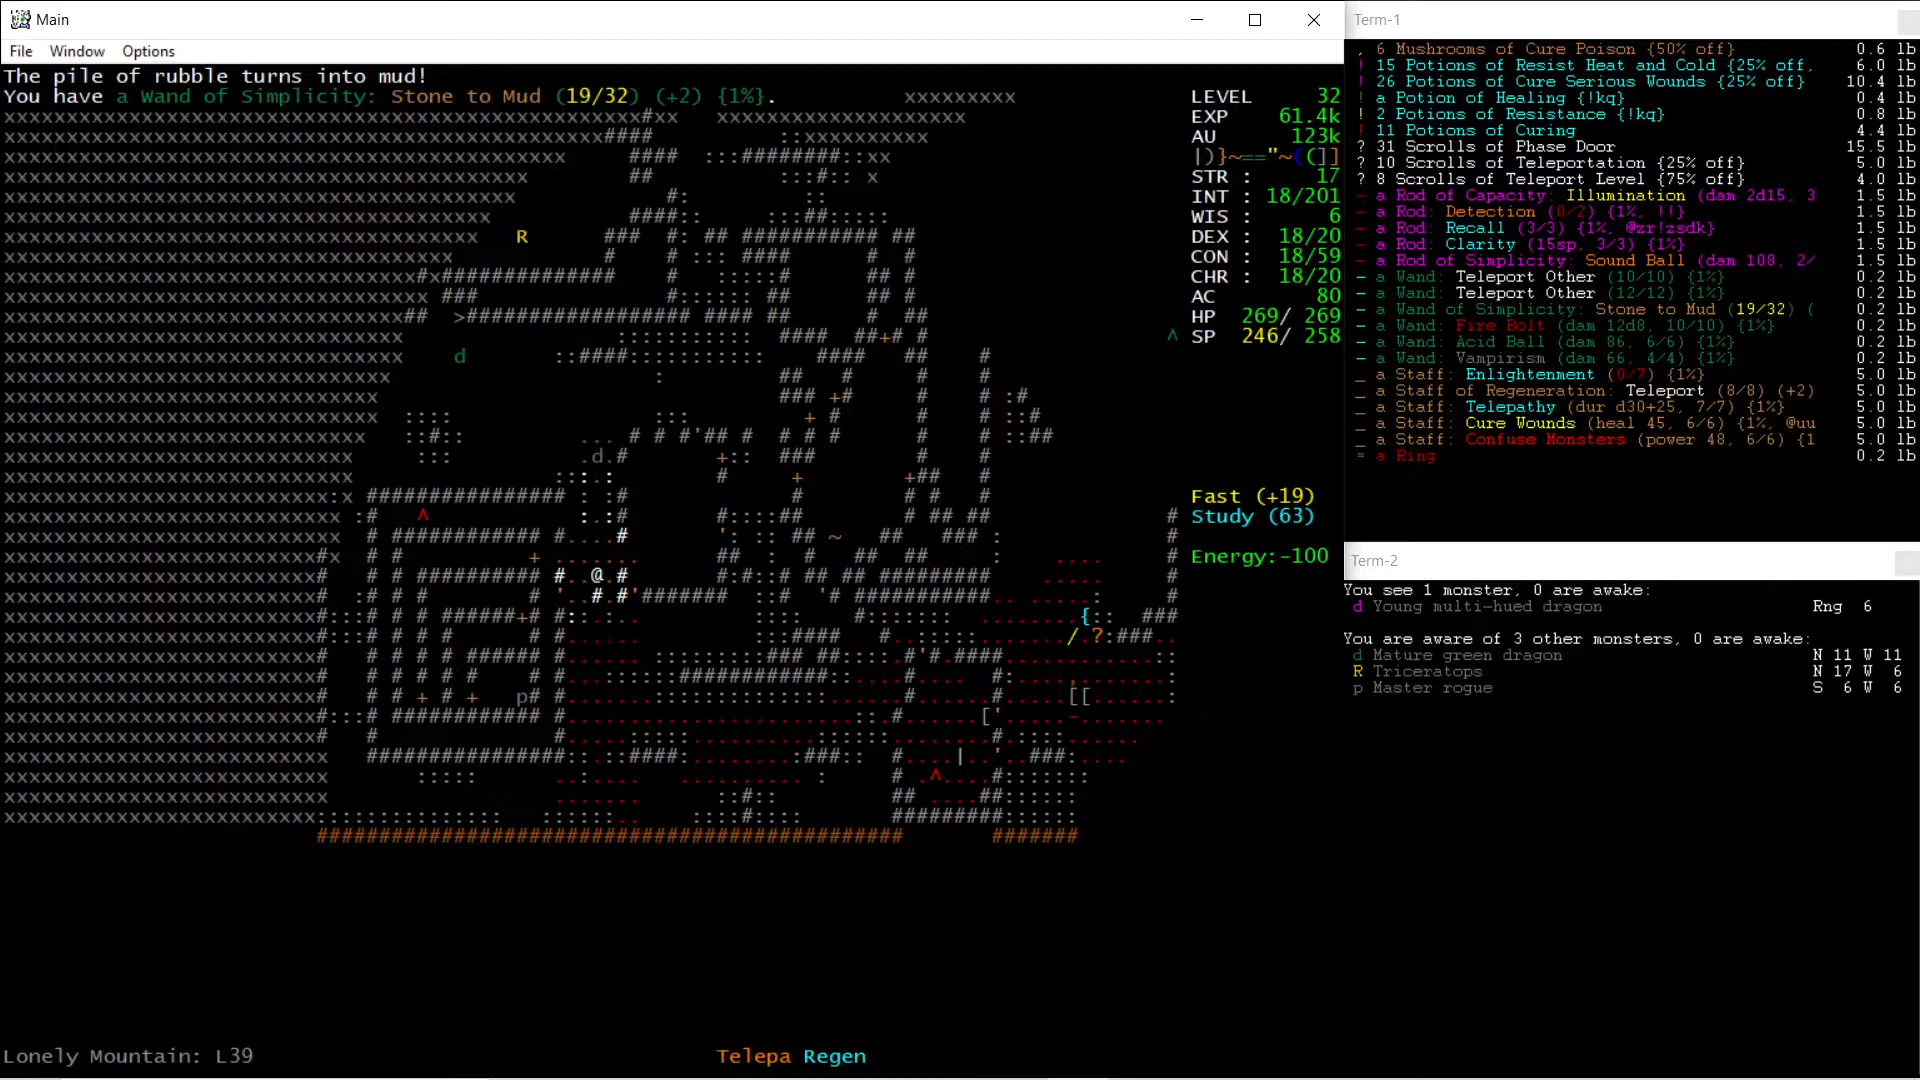 Main
File Window Options
The pile of rubble turns into mud!
You have a Wand of Simplicity: Stone to Mud (19/32) (+2) {1%}.
LEVEL 32
EXP 61.4k
AU 123k
STR : 17
INT : 18/201
WIS : 6
DEX : 18/20
CON : 18/59
CHR : 18/20
AC 80
HP 269/ 269
SP 246/ 258
Fast (+19)
Study (63)
Energy:-100
Lonely Mountain: L39
Telepa Regen
Term-1
, 6 Mushrooms of Cure Poison {50% off} 0.6 lb
! 15 Potions of Resist Heat and Cold {25% off, 6.0 lb
! 26 Potions of Cure Serious Wounds {25% off} 10.4 lb
! a Potion of Healing {!kq} 0.4 lb
! 2 Potions of Resistance {!kq} 0.8 lb
! 11 Potions of Curing 4.4 lb
? 31 Scrolls of Phase Door 15.5 lb
? 10 Scrolls of Teleportation {25% off} 5.0 lb
? 8 Scrolls of Teleport Level {75% off} 4.0 lb
- a Rod of Capacity: Illumination (dam 2d15, 3 1.5 lb
- a Rod: Detection (0/2) {1%, !!} 1.5 lb
- a Rod: Recall (3/3) {1%, @zr!zsdk} 1.5 lb
- a Rod: Clarity (15sp, 3/3) {1%} 1.5 lb
- a Rod of Simplicity: Sound Ball (dam 108, 2/ 1.5 lb
- a Wand: Teleport Other (10/10) {1%} 0.2 lb
- a Wand: Teleport Other (12/12) {1%} 0.2 lb
- a Wand of Simplicity: Stone to Mud (19/32) ( 0.2 lb
- a Wand: Fire Bolt (dam 12d8, 10/10) {1%} 0.2 lb
- a Wand: Acid Ball (dam 86, 6/6) {1%} 0.2 lb
- a Wand: Vampirism (dam 66, 4/4) {1%} 0.2 lb
_ a Staff: Enlightenment (0/7) {1%} 5.0 lb
_ a Staff of Regeneration: Teleport (8/8) (+2) 5.0 lb
_ a Staff: Telepathy (dur d30+25, 7/7) {1%} 5.0 lb
_ a Staff: Cure Wounds (heal 45, 6/6) {1%, @uu 5.0 lb
_ a Staff: Confuse Monsters (power 48, 6/6) {1 5.0 lb
= a Ring 0.2 lb
Term-2
You see 1 monster, 0 are awake:
d Young multi-hued dragon Rng 6
You are aware of 3 other monsters, 0 are awake:
d Mature green dragon N 11 W 11
R Triceratops N 17 W 6
p Master rogue S 6 W 6